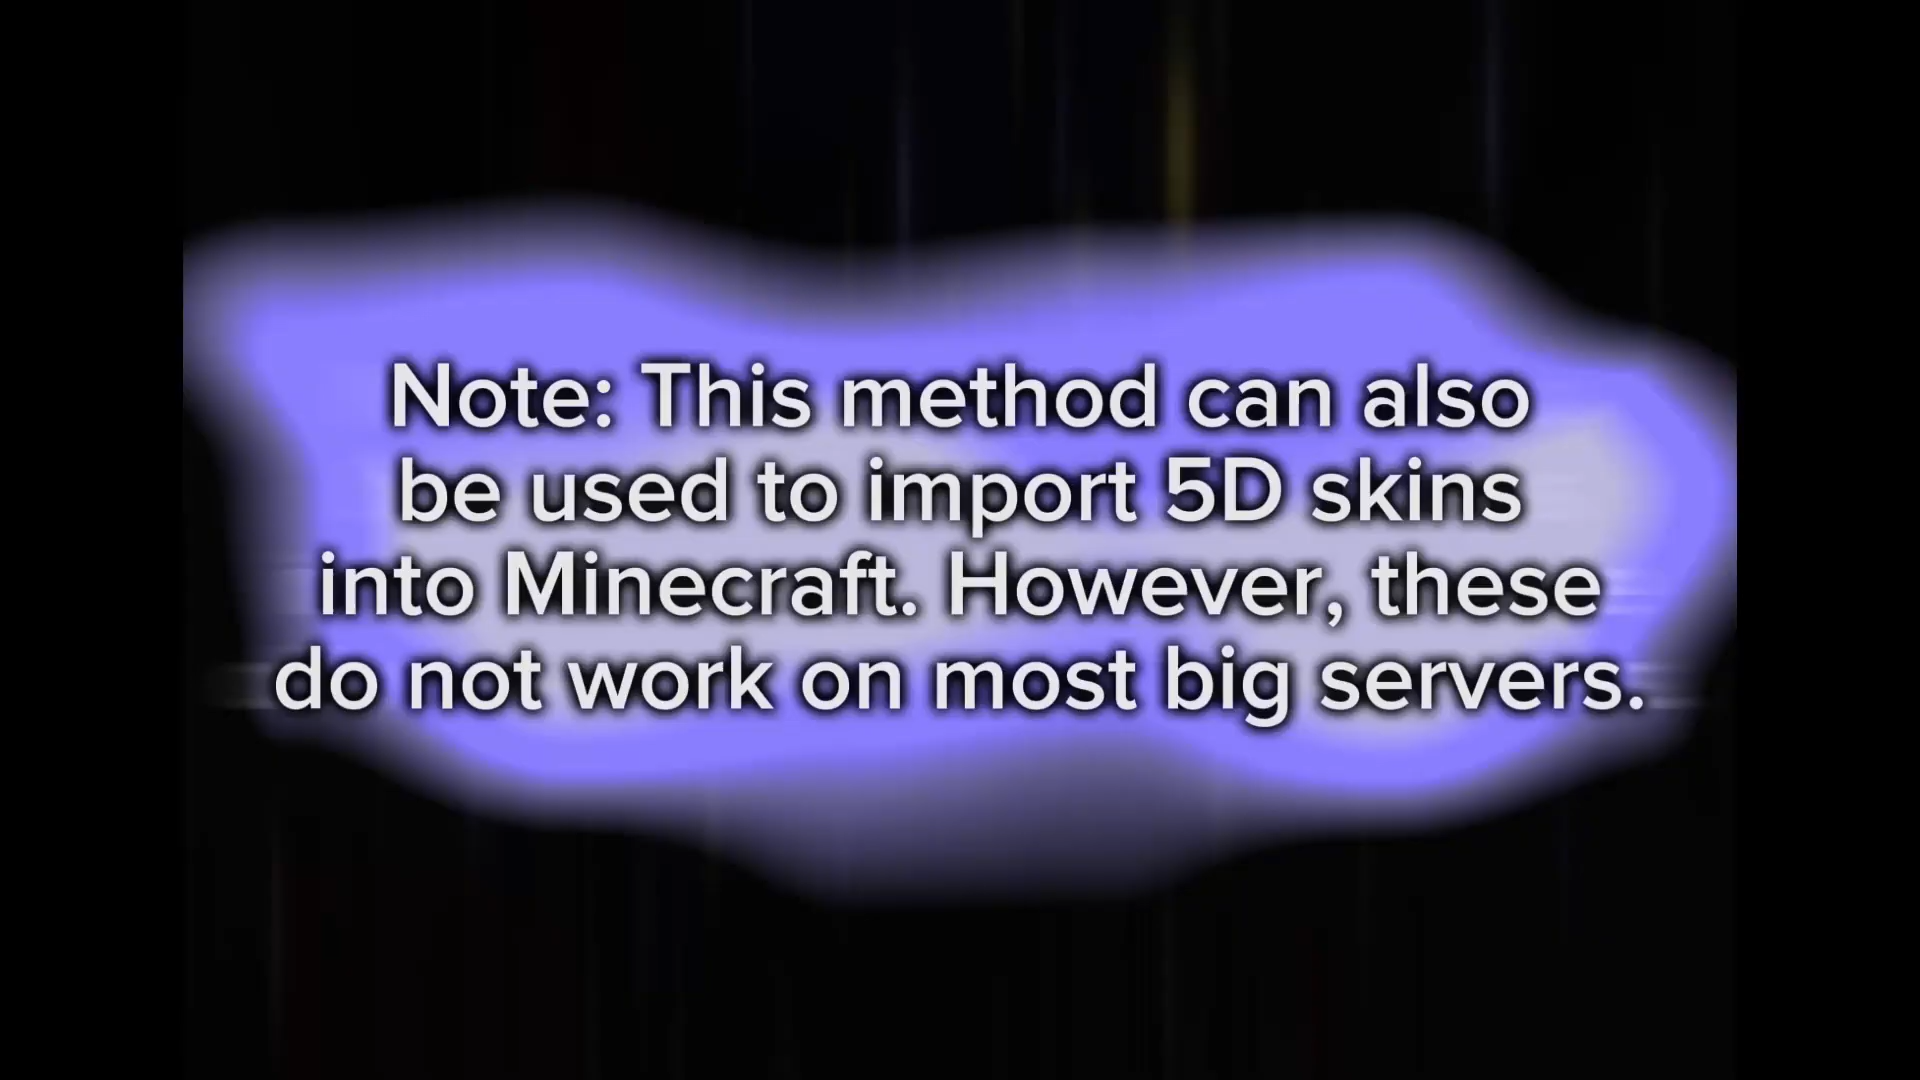 Note: This method can also
be used to import 5D skins
into Minecraft. However, these
do not work on most big servers.